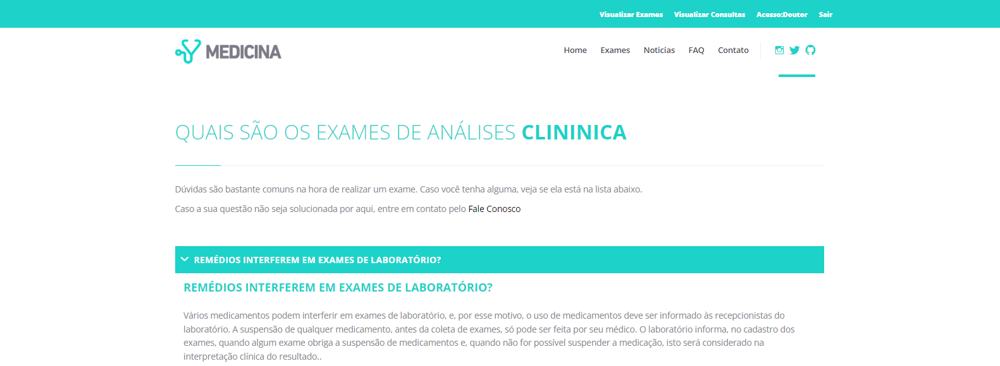 Visualizar Exames Visualizar Consultas Acesso:Doutor Sair
MEDICINA
Home Exames Noticias FAQ Contato
QUAIS SÃO OS EXAMES DE ANÁLISES CLININICA
Dúvidas são bastante comuns na hora de realizar um exame. Caso você tenha alguma, veja se ela está na lista abaixo.
Caso a sua questão não seja solucionada por aqui, entre em contato pelo Fale Conosco
REMÉDIOS INTERFEREM EM EXAMES DE LABORATÓRIO?
REMÉDIOS INTERFEREM EM EXAMES DE LABORATÓRIO?
Vários medicamentos podem interferir em exames de laboratório, e, por esse motivo, o uso de medicamentos deve ser informado às recepcionistas do
laboratório. A suspensão de qualquer medicamento, antes da coleta de exames, só pode ser feita por seu médico. O laboratório informa, no cadastro dos
exames, quando algum exame obriga a suspensão de medicamentos e, quando não for possível suspender a medicação, isto será considerado na
interpretação clínica do resultado..